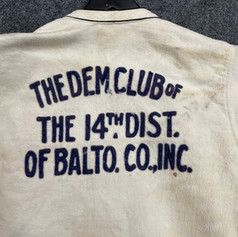 THE DEM CLUB OF
THE 14TH DIST.
OF BALTO. CO., INC.